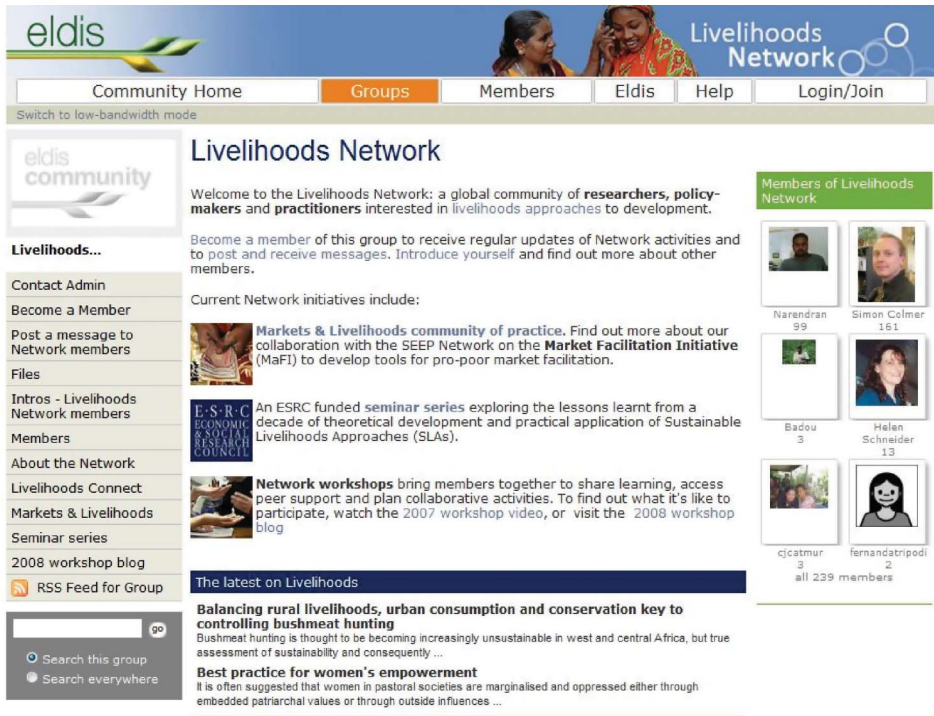 eldis
Livelihoods
Network
Community Home
Groups
Members
Eldis
Help
Login/Join
Switch to low-bandwidth mode
eldis
community
Livelihoods...
Contact Admin
Become a Member
Post a message to
Network members
Files
Intros - Livelihoods
Network members
Members
About the Network
Livelihoods Connect
Markets & Livelihoods
Seminar series
2008 workshop blog
RSS Feed for Group
go
Search this group
Search everywhere
Livelihoods Network
Welcome to the Livelihoods Network: a global community of researchers, policy-
makers and practitioners interested in livelihoods approaches to development.
Become a member of this group to receive regular updates of Network activities and
to post and receive messages. Introduce yourself and find out more about other
members.
Current Network initiatives include:
Markets & Livelihoods community of practice. Find out more about our
collaboration with the SEEP Network on the Market Facilitation Initiative
(MaFI) to develop tools for pro-poor market facilitation.
E·S·R·C
ECONOMIC
& SOCIAL
RESEARCH
COUNCIL
An ESRC funded seminar series exploring the lessons learnt from a
decade of theoretical development and practical application of Sustainable
Livelihoods Approaches (SLAs).
Network workshops bring members together to share learning, access
peer support and plan collaborative activities. To find out what it's like to
participate, watch the 2007 workshop video, or visit the 2008 workshop
blog
The latest on Livelihoods
Balancing rural livelihoods, urban consumption and conservation key to
controlling bushmeat hunting
Bushmeat hunting is thought to be becoming increasingly unsustainable in west and central Africa, but true
assessment of sustainability and consequently ...
Best practice for women's empowerment
It is often suggested that women in pastoral societies are marginalised and oppressed either through
embedded patriarchal values or through outside influences ...
Members of Livelihoods
Network
Narendran
99
Simon Colmer
161
Badou
3
Helen
Schneider
13
cjcatmur
3
fernandatripodi
2
all 239 members